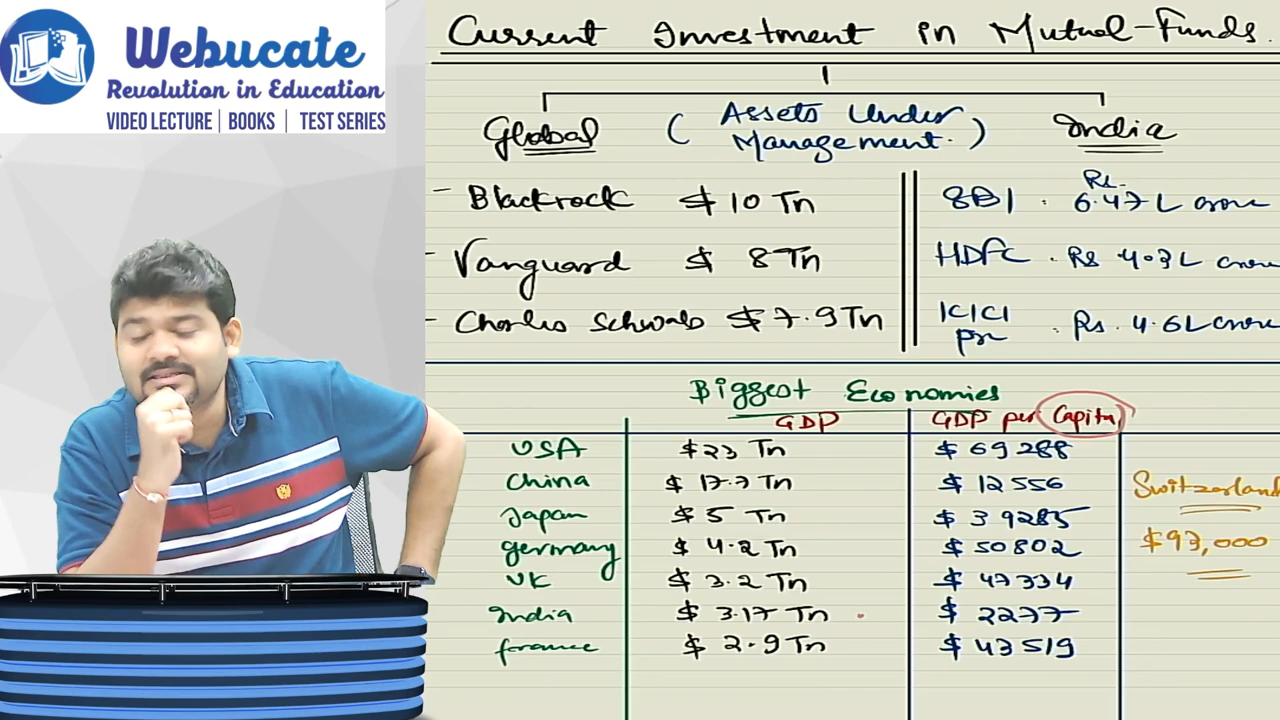 Webucate
Revolution in Education
VIDEO LECTURE | BOOKS | TEST SERIES
Current Investment in Mutual-Funds.
Global ( Assets Under Management. ) India
- Blackrock $ 10 Tn
SBI . Rs. 6.47 L crore
- Vanguard $ 8 Tn
HDFC . Rs 4.3 L crore
- Charles Schwab $ 7.9 Tn
ICICI pru . Rs. 4.6 L crore
Biggest Economies
GDP GDP per Capita
USA $23 Tn $ 69288
China $ 17.7 Tn $ 12556
Japan $ 5 Tn $ 39285
germany $ 4.2 Tn $ 50802
UK $ 3.2 Tn $ 47334
India $ 3.17 Tn $ 2277
france $ 2.9 Tn $ 43519
Switzerland
$93,000